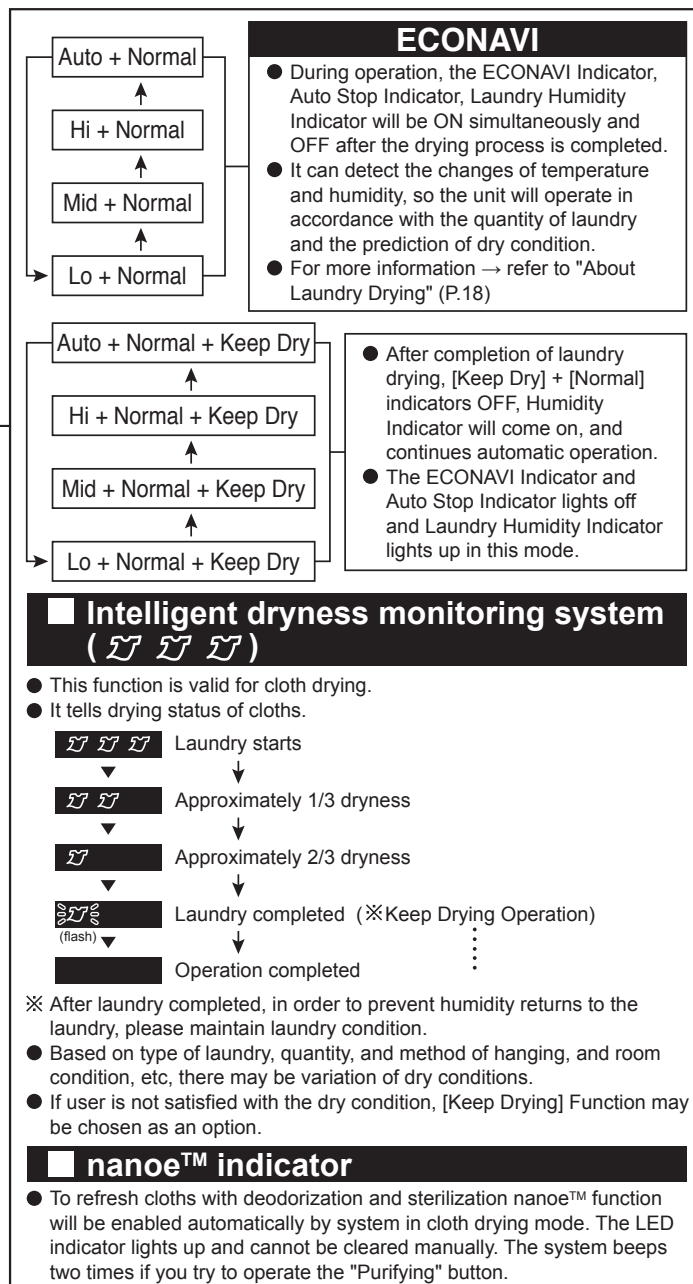 Auto + Normal
Hi + Normal
Mid + Normal
Lo + Normal
ECONAVI
● During operation, the ECONAVI Indicator,
Auto Stop Indicator, Laundry Humidity
Indicator will be ON simultaneously and
OFF after the drying process is completed.
● It can detect the changes of temperature
and humidity, so the unit will operate in
accordance with the quantity of laundry
and the prediction of dry condition.
● For more information → refer to "About
Laundry Drying" (P.18)
Auto + Normal + Keep Dry
Hi + Normal + Keep Dry
Mid + Normal + Keep Dry
Lo + Normal + Keep Dry
● After completion of laundry
drying, [Keep Dry] + [Normal]
indicators OFF, Humidity
Indicator will come on, and
continues automatic operation.
● The ECONAVI Indicator and
Auto Stop Indicator lights off
and Laundry Humidity Indicator
lights up in this mode.
■ Intelligent dryness monitoring system
( )
● This function is valid for cloth drying.
● It tells drying status of cloths.
Laundry starts
Approximately 1/3 dryness
Approximately 2/3 dryness
Laundry completed (※Keep Drying Operation)
(flash)
Operation completed
※ After laundry completed, in order to prevent humidity returns to the
laundry, please maintain laundry condition.
● Based on type of laundry, quantity, and method of hanging, and room
condition, etc, there may be variation of dry conditions.
● If user is not satisfied with the dry condition, [Keep Drying] Function may
be chosen as an option.
■ nanoe™ indicator
● To refresh cloths with deodorization and sterilization nanoe™ function
will be enabled automatically by system in cloth drying mode. The LED
indicator lights up and cannot be cleared manually. The system beeps
two times if you try to operate the "Purifying" button.